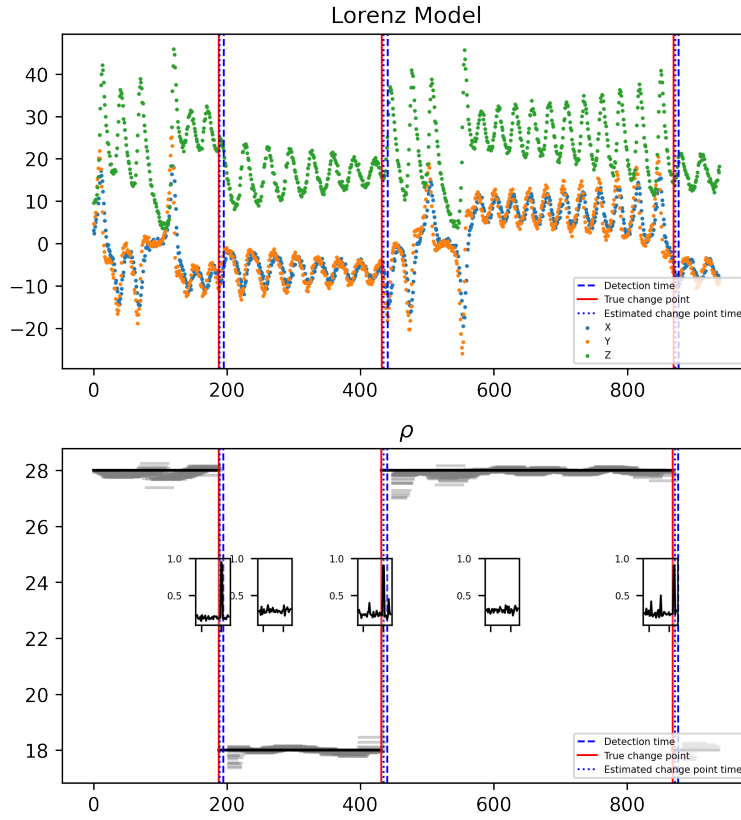 Lorenz Model
40
30
20
10
0
−10
−20
Detection time
True change point
Estimated change point time
X
Y
Z
0 200 400 600 800
ρ
28
26
24
22
20
18
1.0 1.0 1.0 1.0 1.0
0.5 0.5 0.5 0.5 0.5
Detection time
True change point
Estimated change point time
0 200 400 600 800